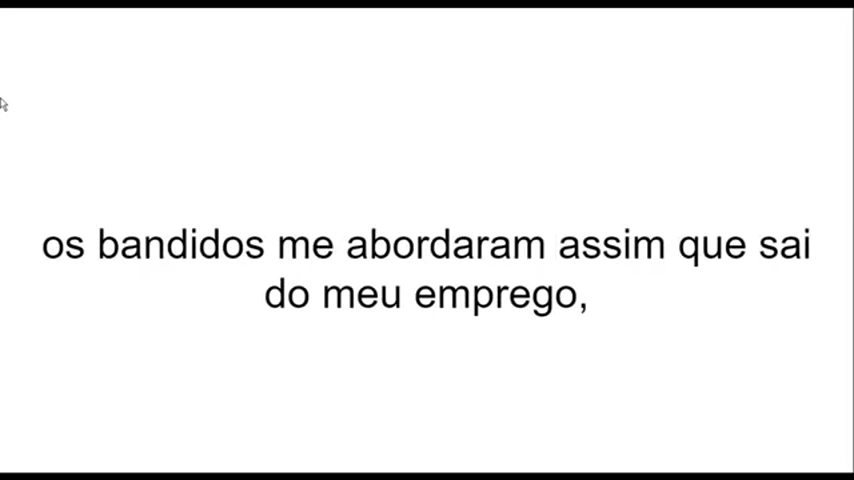 os bandidos me abordaram assim que sai
do meu emprego,